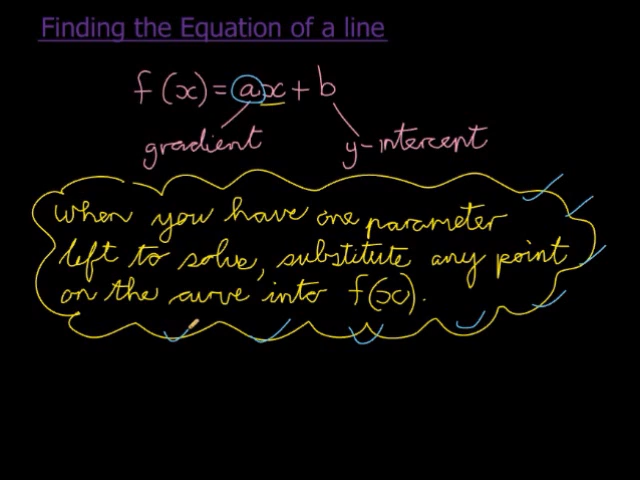 Finding the Equation of a line
f(x) = ax + b
gradient y-intercept
when you have one parameter
left to solve, substitute any point
on the curve into f(x).